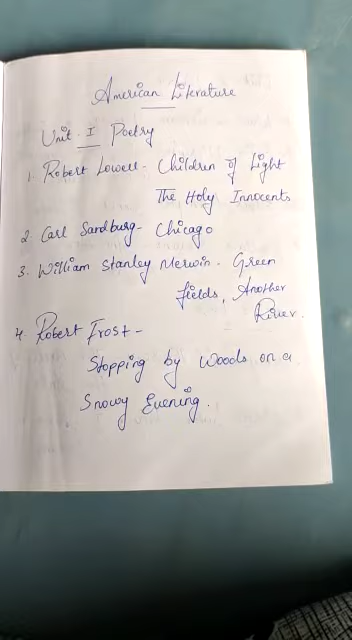 American Literature
Unit - I Poetry
1. Robert Lowell - Children of Light
The Holy Innocents
2. Carl Sandburg - Chicago
3. William Stanley Merwin - Green
Fields, Another
River.
4. Robert Frost -
Stopping by Woods on a
Snowy Evening.